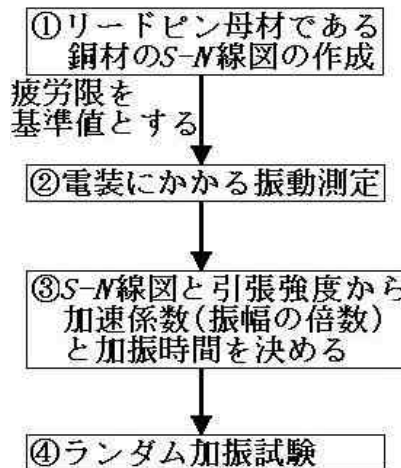 ①リードピン母材である
銅材のS-N線図の作成
疲労限を
基準値とする
②電装にかかる振動測定
③S-N線図と引張強度から
加速係数(振幅の倍数)
と加振時間を決める
④ランダム加振試験